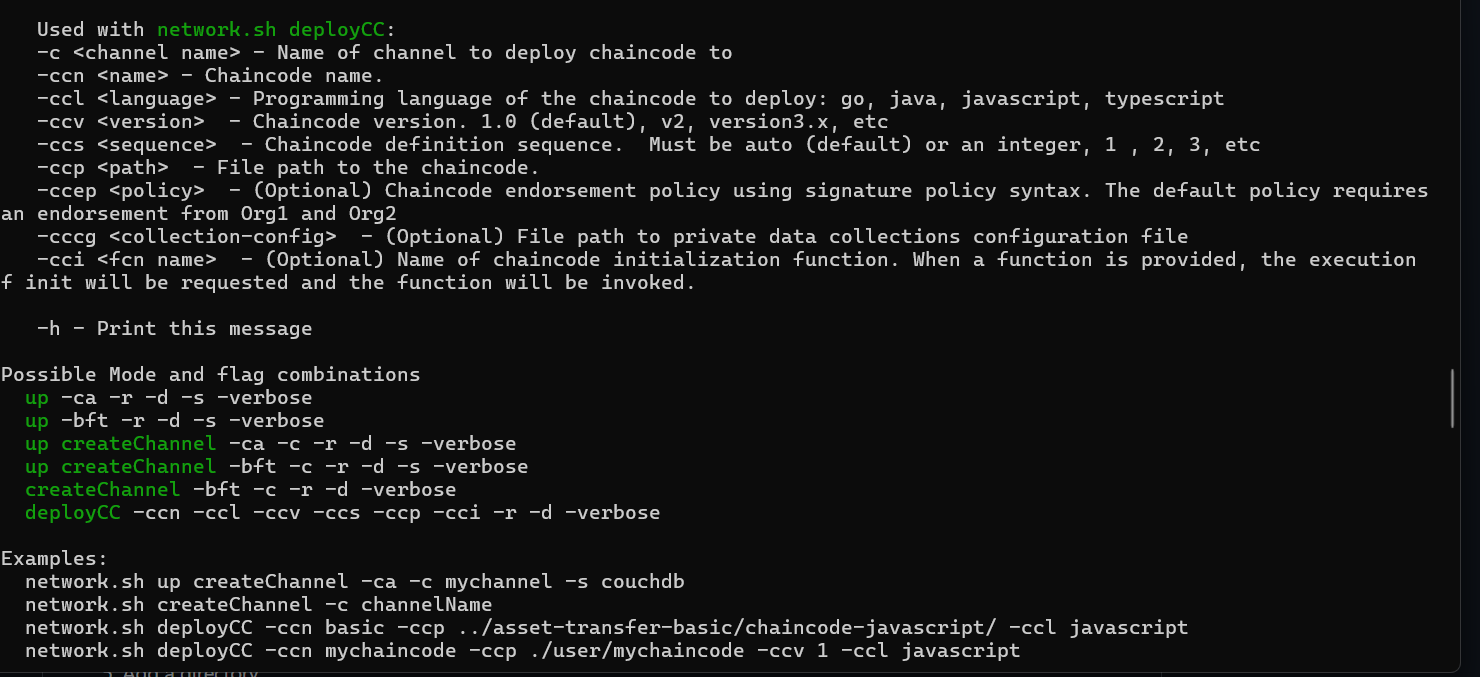 Used with network.sh deployCC:
-c <channel name> - Name of channel to deploy chaincode to
-ccn <name> - Chaincode name.
-ccl <language> - Programming language of the chaincode to deploy: go, java, javascript, typescript
-ccv <version>  - Chaincode version. 1.0 (default), v2, version3.x, etc
-ccs <sequence>  - Chaincode definition sequence.  Must be auto (default) or an integer, 1 , 2, 3, etc
-ccp <path>  - File path to the chaincode.
-ccep <policy>  - (Optional) Chaincode endorsement policy using signature policy syntax. The default policy requires
an endorsement from Org1 and Org2
-cccg <collection-config>  - (Optional) File path to private data collections configuration file
-cci <fcn name>  - (Optional) Name of chaincode initialization function. When a function is provided, the execution
f init will be requested and the function will be invoked.
-h - Print this message
Possible Mode and flag combinations
up -ca -r -d -s -verbose
up -bft -r -d -s -verbose
up createChannel -ca -c -r -d -s -verbose
up createChannel -bft -c -r -d -s -verbose
createChannel -bft -c -r -d -verbose
deployCC -ccn -ccl -ccv -ccs -ccp -cci -r -d -verbose
Examples:
network.sh up createChannel -ca -c mychannel -s couchdb
network.sh createChannel -c channelName
network.sh deployCC -ccn basic -ccp ../asset-transfer-basic/chaincode-javascript/ -ccl javascript
network.sh deployCC -ccn mychaincode -ccp ./user/mychaincode -ccv 1 -ccl javascript
Add a directory